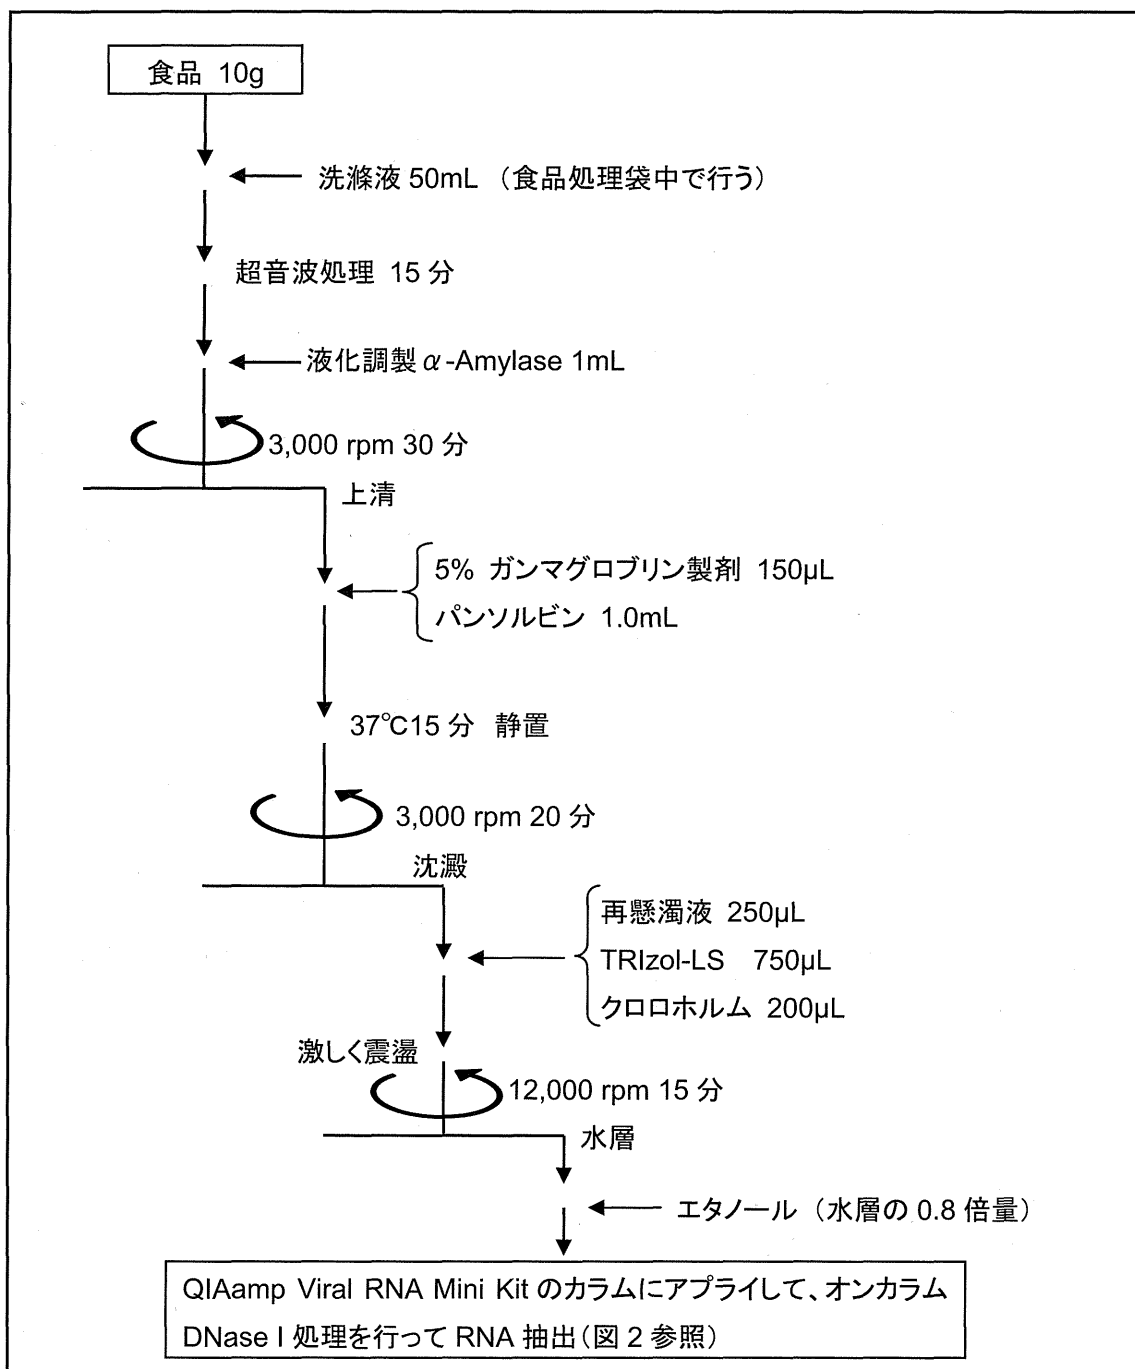 食品 10g
洗滌液 50mL （食品処理袋中で行う）
超音波処理 15 分
液化調製 α-Amylase 1mL
3,000 rpm 30 分
上清
5% ガンマグロブリン製剤 150μL
パンソルビン 1.0mL
37℃15 分 静置
3,000 rpm 20 分
沈澱
再懸濁液 250μL
TRIzol-LS 750μL
クロロホルム 200μL
激しく震盪
12,000 rpm 15 分
水層
エタノール （水層の 0.8 倍量）
QIAamp Viral RNA Mini Kit のカラムにアプライして、オンカラム
DNase I 処理を行って RNA 抽出（図 2 参照）